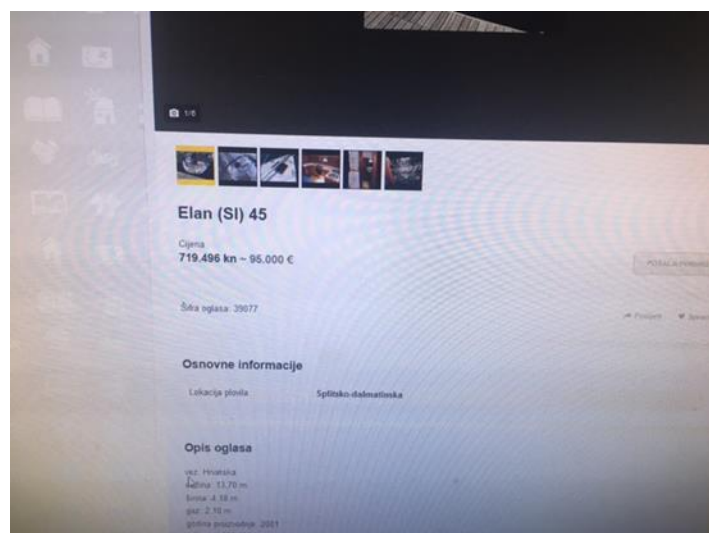 1/6
Elan (SI) 45
Cijena
719.496 kn ~ 95.000 €
Šifra oglasa: 39077
Osnovne informacije
Lokacija plovila
Splitsko-dalmatinska
Opis oglasa
vez: Hrvatska
dužina: 13.70 m
širina: 4.18 m
gaz: 2.10 m
godina proizvodnje: 2001